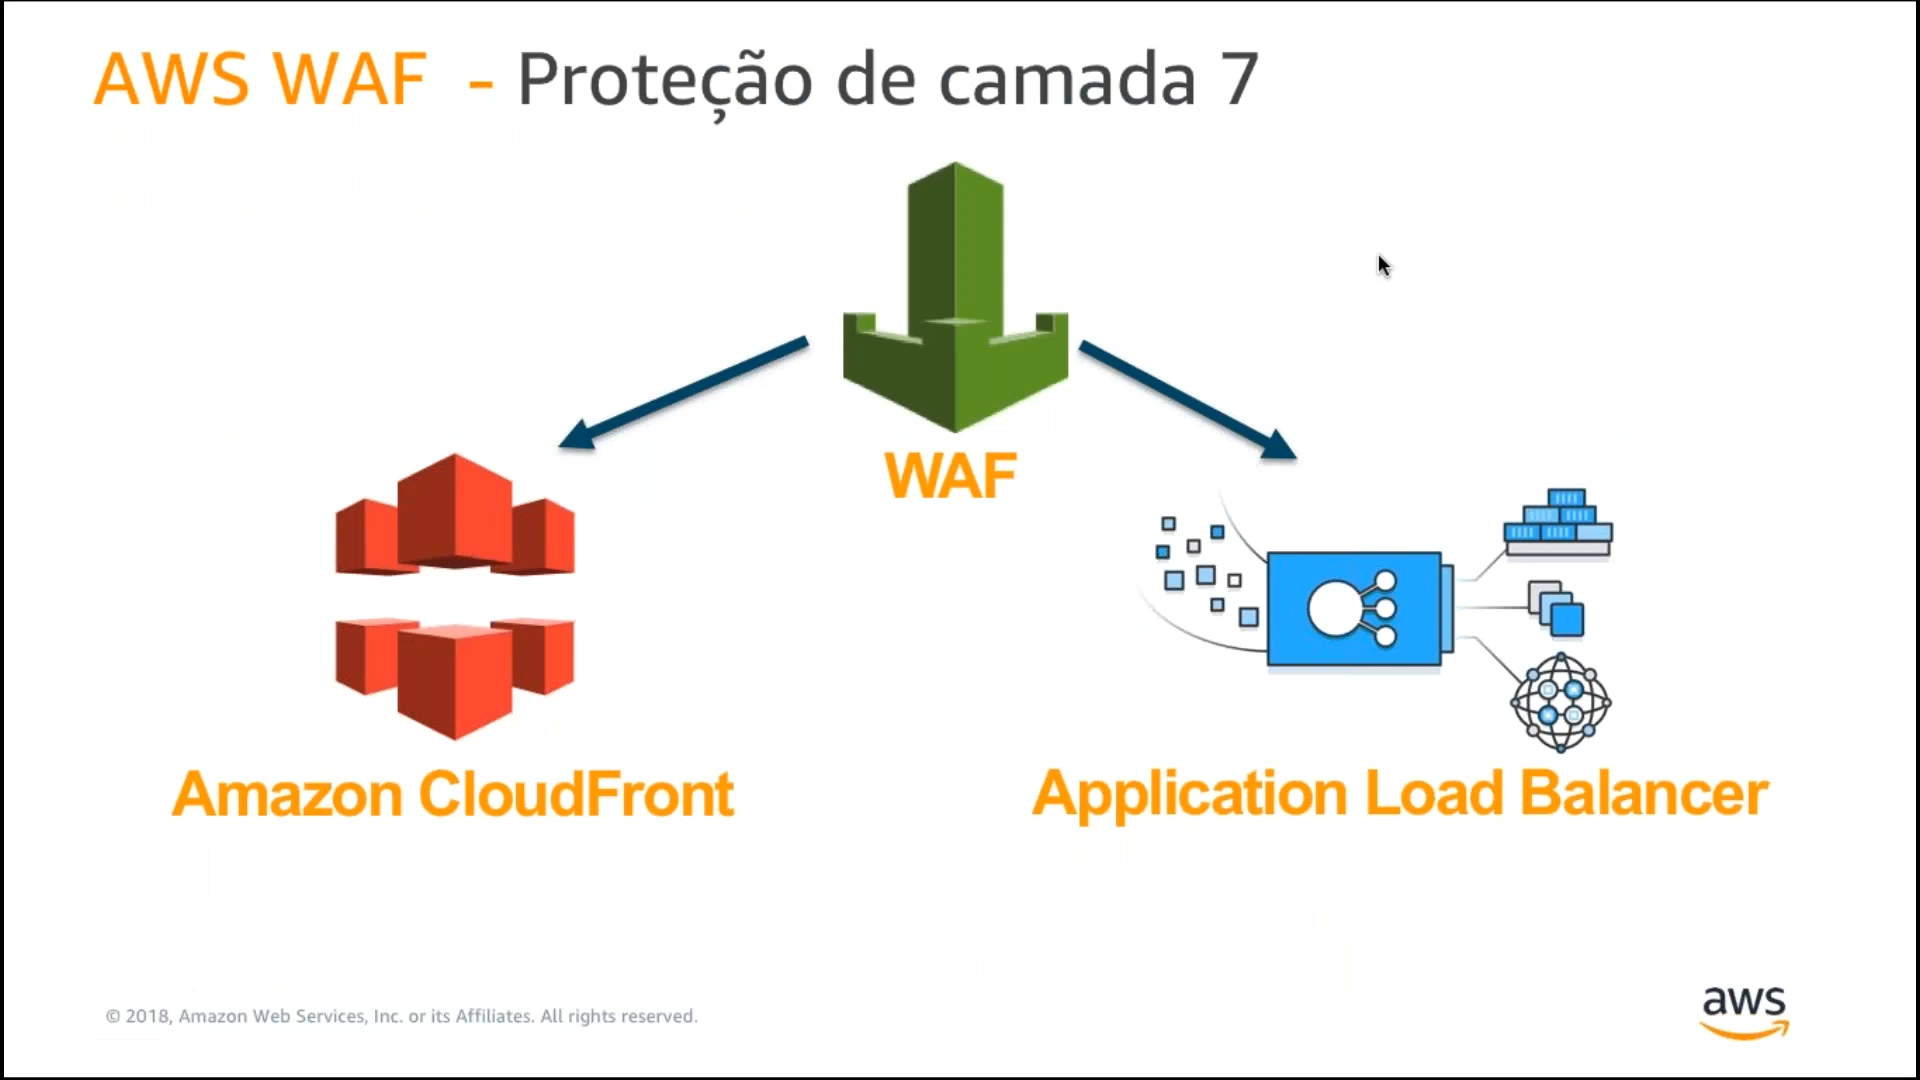 AWS WAF - Proteção de camada 7
WAF
Amazon CloudFront
Application Load Balancer
© 2018, Amazon Web Services, Inc. or its Affiliates. All rights reserved.
aws